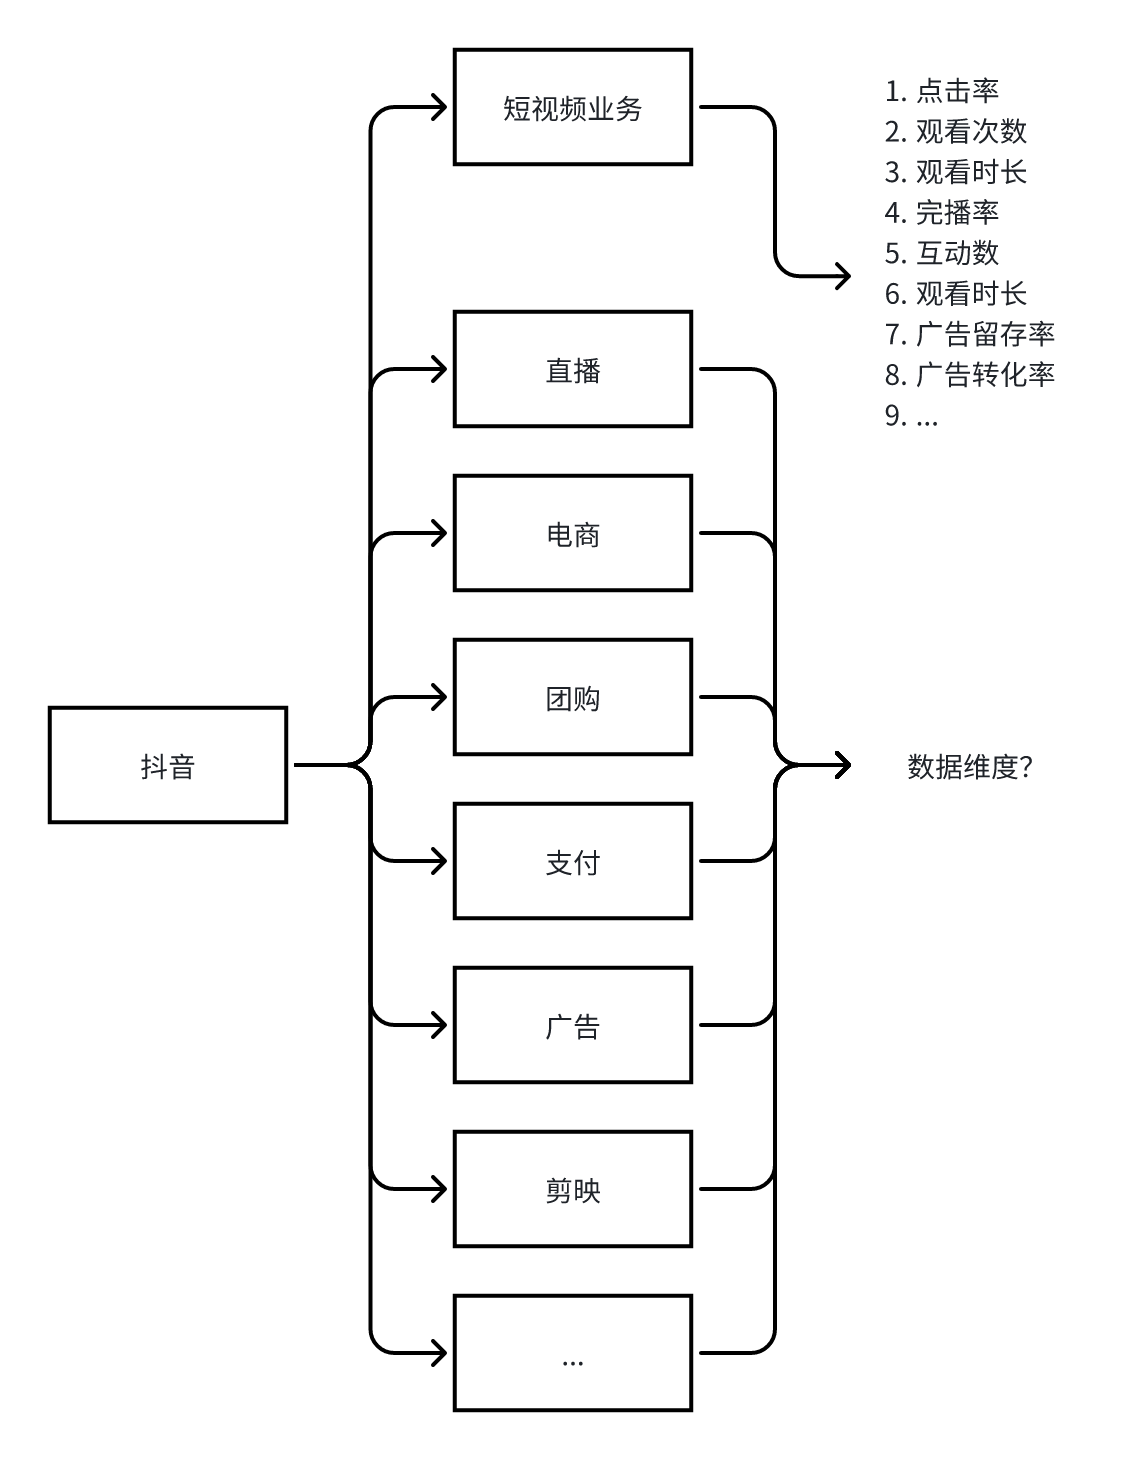 短视频业务
1. 点击率
2. 观看次数
3. 观看时长
4. 完播率
5. 互动数
6. 观看时长
7. 广告留存率
8. 广告转化率
9. ...
直播
电商
团购
抖音
数据维度？
支付
广告
剪映
...